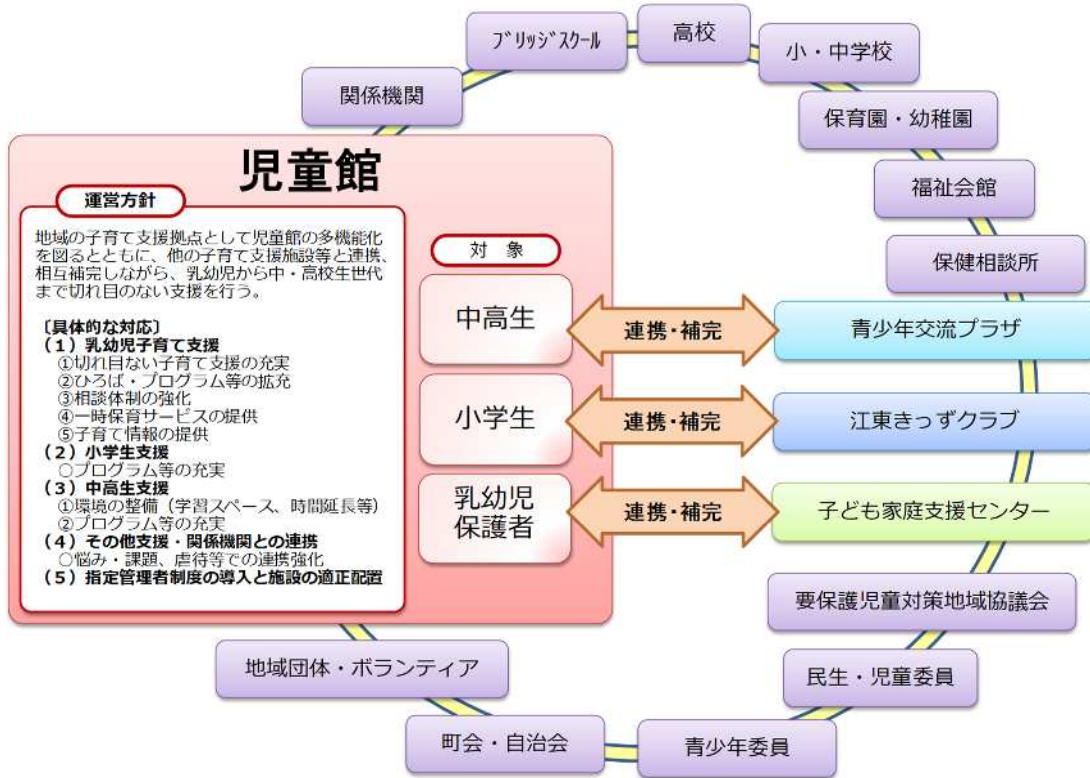 ﾌﾞﾘｯｼﾞｽｸｰﾙ
高校
小・中学校
関係機関
保育園・幼稚園
福祉会館
保健相談所
児童館
運営方針
地域の子育て支援拠点として児童館の多機能化
を図るとともに、他の子育て支援施設等と連携、
相互補完しながら、乳幼児から中・高校生世代
まで切れ目のない支援を行う。
〔具体的な対応〕
（１）乳幼児子育て支援
①切れ目ない子育て支援の充実
②ひろば・プログラム等の拡充
③相談体制の強化
④一時保育サービスの提供
⑤子育て情報の提供
（２）小学生支援
○プログラム等の充実
（３）中高生支援
①環境の整備（学習スペース、時間延長等）
②プログラム等の充実
（４）その他支援・関係機関との連携
○悩み・課題、虐待等での連携強化
（５）指定管理者制度の導入と施設の適正配置
対　象
中高生
連携・補完
青少年交流プラザ
小学生
連携・補完
江東きっずクラブ
乳幼児
保護者
連携・補完
子ども家庭支援センター
要保護児童対策地域協議会
民生・児童委員
青少年委員
町会・自治会
地域団体・ボランティア